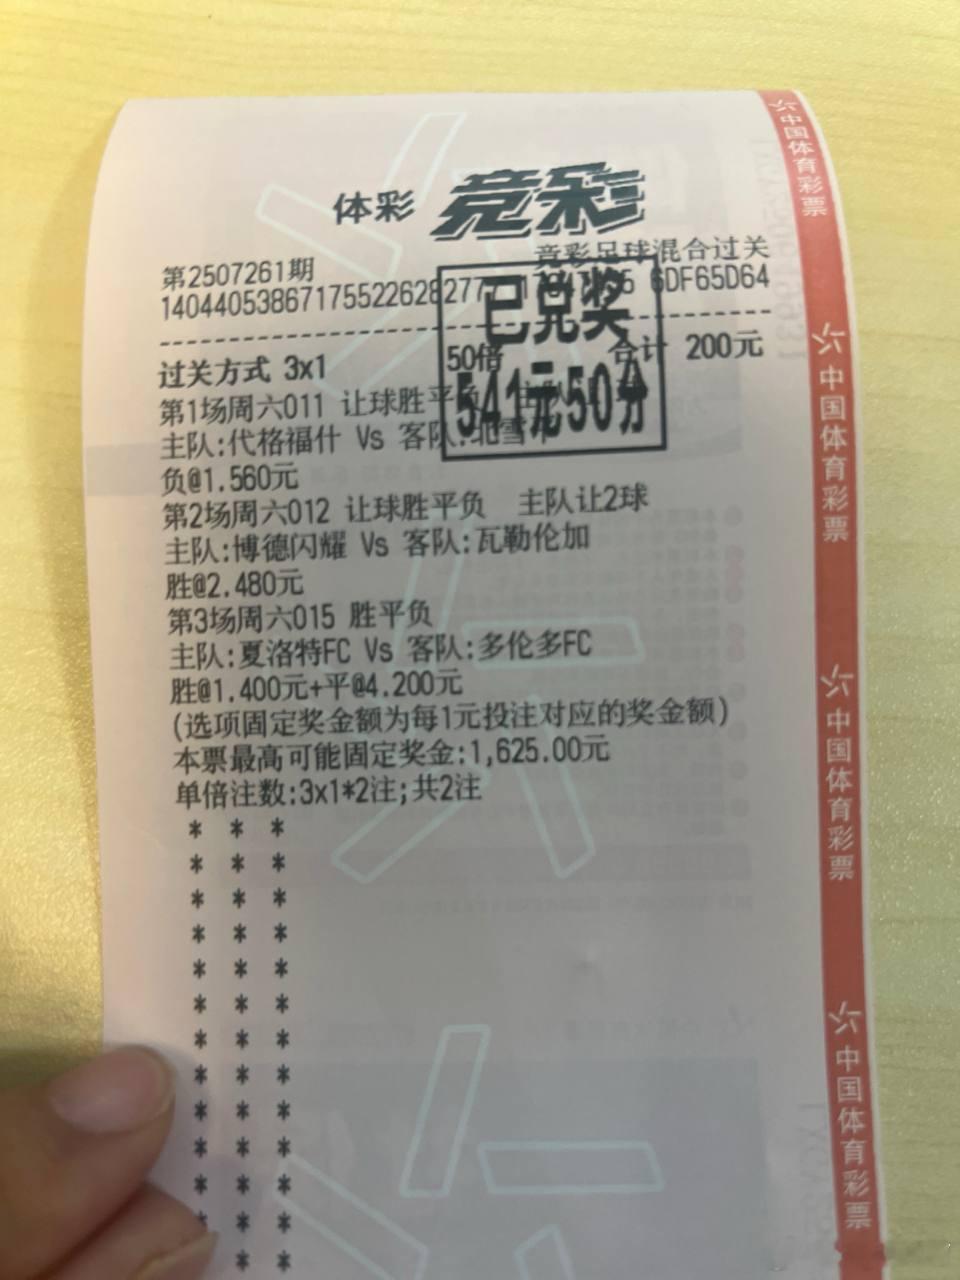 体彩 竞彩
竞彩足球混合过关
第2507261期
6DF65D64
已兑奖
541元50分
过关方式 3x1 50倍 合计 200元
第1场周六011 让球胜平负
主队:代格福什 Vs 客队:北雪平
负@1.560元
第2场周六012 让球胜平负 主队让2球
主队:博德闪耀 Vs 客队:瓦勒伦加
胜@2.480元
第3场周六015 胜平负
主队:夏洛特FC Vs 客队:多伦多FC
胜@1.400元+平@4.200元
(选项固定奖金额为每1元投注对应的奖金额)
本票最高可能固定奖金:1,625.00元
单倍注数:3x1*2注;共2注
* * *
* * *
* * *
* * *
* * *
* * *
* * *
* * *
* * *
* * *
* * *
* * *
* *
中国体育彩票
中国体育彩票
中国体育彩票
中国体育彩票